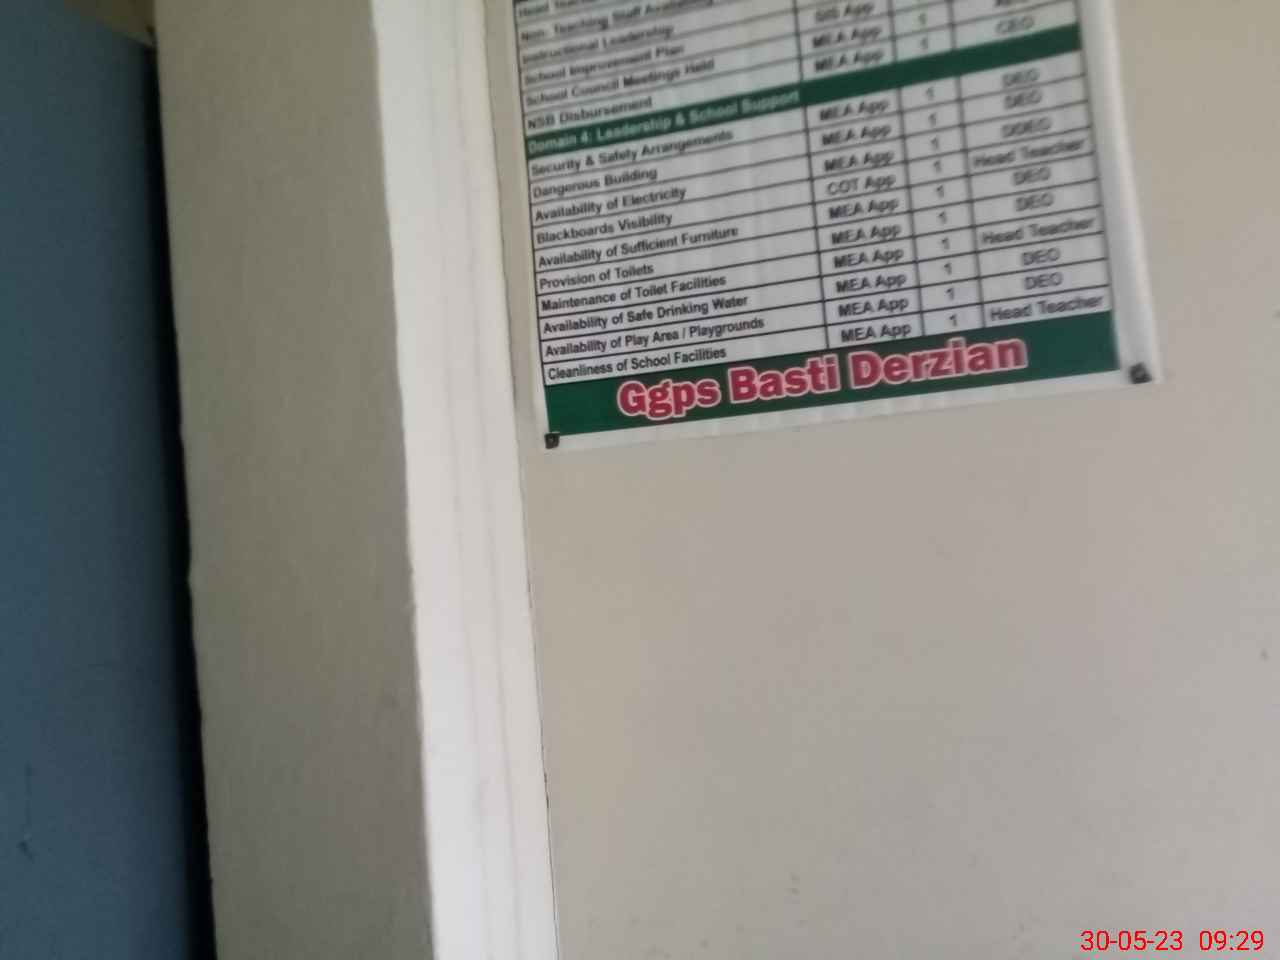 Non. Teaching Staff
Instructional Leadership
School Improvement Plan SIS App 1
School Council Meetings Held MEA App 1
NSB Disbursement MEA App 1 CEO
Domain 4: Leadership & School Support
Security & Safety Arrangements MEA App 1 DEO
Dangerous Building MEA App 1 DEO
Availability of Electricity MEA App 1 DDEO
Blackboards Visibility COT App 1 Head Teacher
Availability of Sufficient Furniture MEA App 1 DEO
Provision of Toilets MEA App 1 DEO
Maintenance of Toilet Facilities MEA App 1 Head Teacher
Availability of Safe Drinking Water MEA App 1 DEO
Availability of Play Area / Playgrounds MEA App 1 DEO
Cleanliness of School Facilities MEA App 1 Head Teacher
Ggps Basti Derzian
30-05-23 09:29